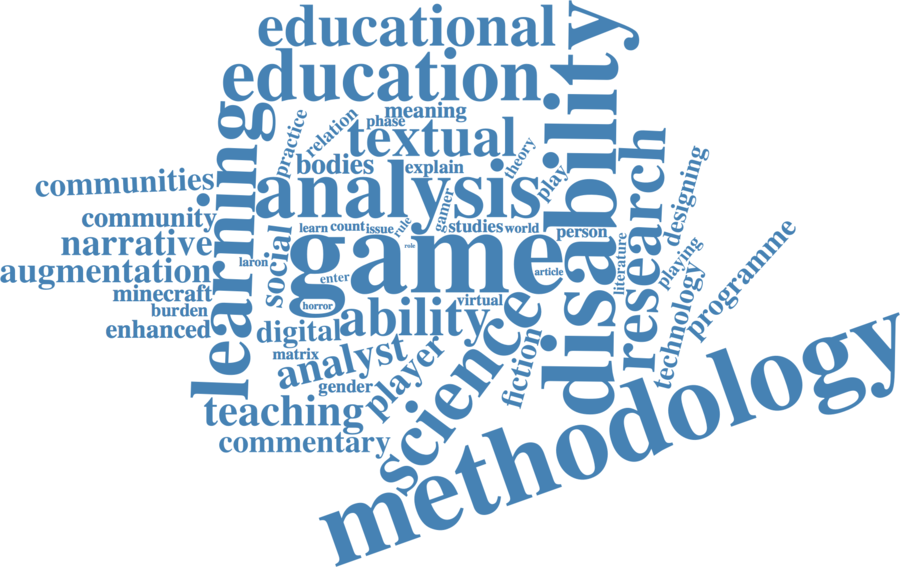 educational
education
disability
learning
practice
relation
meaning
phase
textual
bodies
explain
theory
play
analysis
gamer
research
designing
communities
community
narrative
augmentation
minecraft
burden
enhanced
social
laron
learn
count
issue
rule
role
studies
world
person
game
enter
horror
article
literature
playing
technology
programme
digital
ability
virtual
matrix
analyst
gender
player
science
fiction
teaching
commentary
methodology